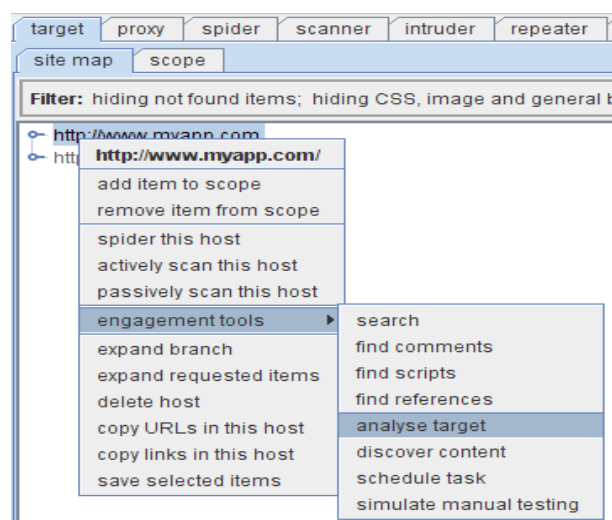 target proxy spider scanner intruder repeater
site map scope
Filter: hiding not found items; hiding CSS, image and general
http://www.myapp.com
htt
http://www.myapp.com/
add item to scope
remove item from scope
spider this host
actively scan this host
passively scan this host
engagement tools
expand branch
expand requested items
delete host
copy URLs in this host
copy links in this host
save selected items
search
find comments
find scripts
find references
analyse target
discover content
schedule task
simulate manual testing